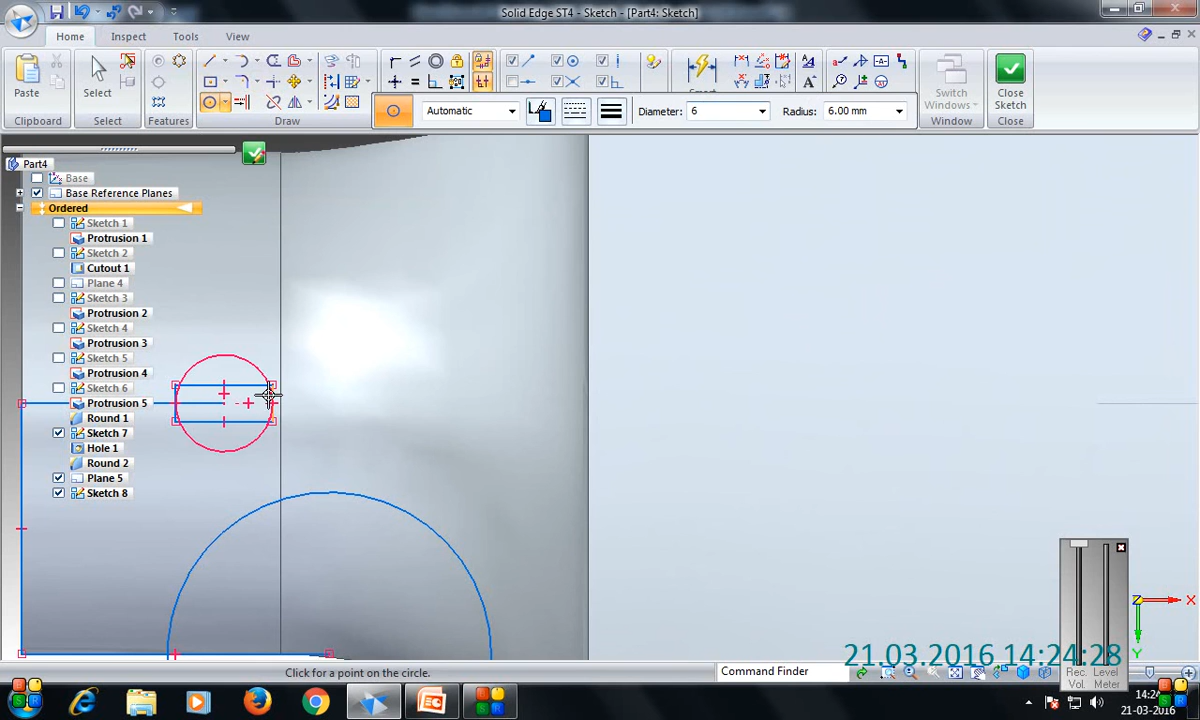 Solid Edge ST4 - Sketch - [Part4: Sketch]
Home Inspect Tools View
Paste
Select
Clipboard Select Features Draw
Automatic
Diameter: 6 Radius: 6.00 mm
Switch Windows
Window
Close Sketch
Close
Part4
Base
Base Reference Planes
Ordered
Sketch 1
Protrusion 1
Sketch 2
Cutout 1
Plane 4
Sketch 3
Protrusion 2
Sketch 4
Protrusion 3
Sketch 5
Protrusion 4
Sketch 6
Protrusion 5
Round 1
Sketch 7
Hole 1
Round 2
Plane 5
Sketch 8
X
Y
Z
Click for a point on the circle.
Command Finder
21.03.2016 14:24:28
Rec. Vol.
Level Meter
21-03-2016